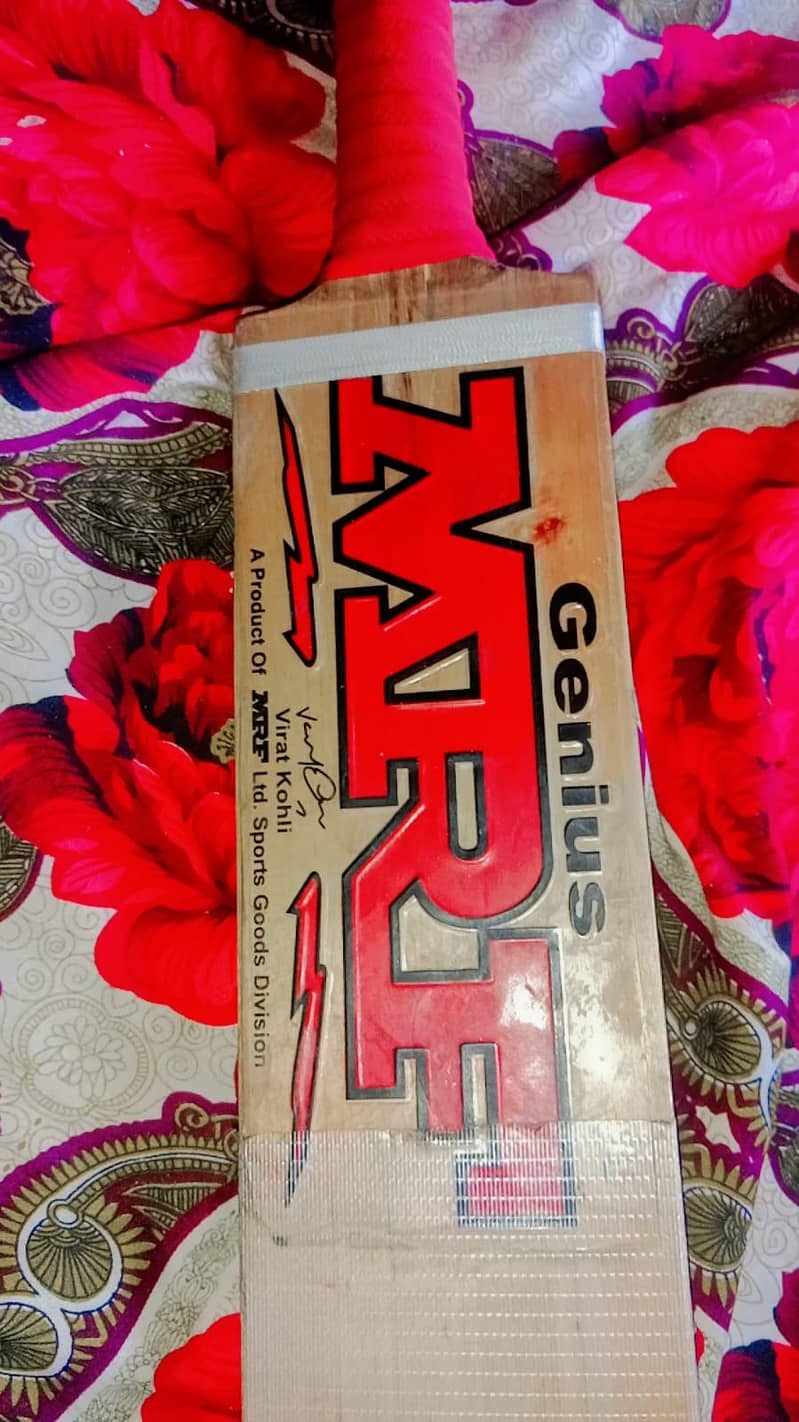 Genius
MRF
Virat Kohli
A Product Of MRF Ltd. Sports Goods Division